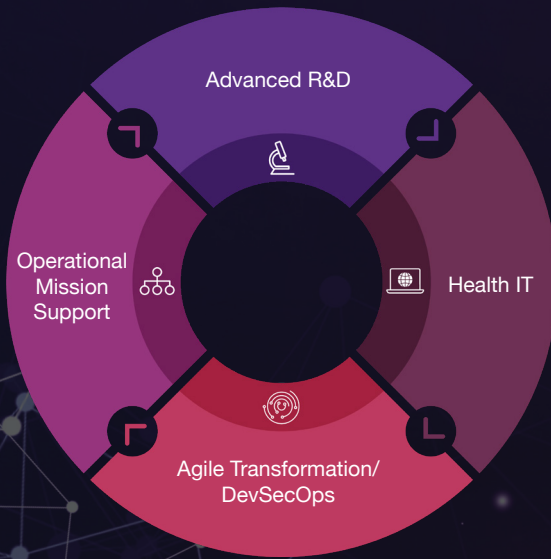 Advanced R&D
Operational
Mission
Support
Health IT
Agile Transformation/
DevSecOps